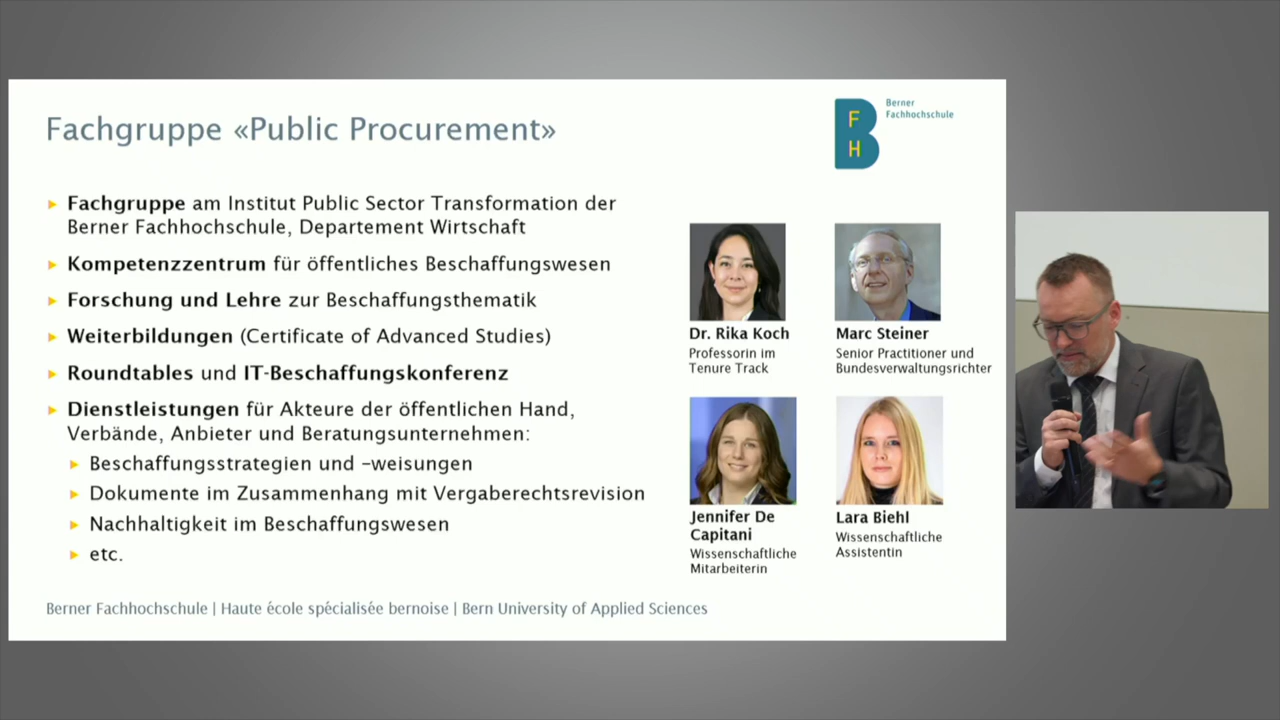 Fachgruppe «Public Procurement»
Berner
Fachhochschule
F
H
Fachgruppe am Institut Public Sector Transformation der
Berner Fachhochschule, Departement Wirtschaft
Kompetenzzentrum für öffentliches Beschaffungswesen
Forschung und Lehre zur Beschaffungsthematik
Weiterbildungen (Certificate of Advanced Studies)
Roundtables und IT-Beschaffungskonferenz
Dienstleistungen für Akteure der öffentlichen Hand,
Verbände, Anbieter und Beratungsunternehmen:
Beschaffungsstrategien und –weisungen
Dokumente im Zusammenhang mit Vergaberechtsrevision
Nachhaltigkeit im Beschaffungswesen
etc.
Dr. Rika Koch
Professorin im
Tenure Track
Marc Steiner
Senior Practitioner und
Bundesverwaltungsrichter
Jennifer De
Capitani
Wissenschaftliche
Mitarbeiterin
Lara Biehl
Wissenschaftliche
Assistentin
Berner Fachhochschule | Haute école spécialisée bernoise | Bern University of Applied Sciences